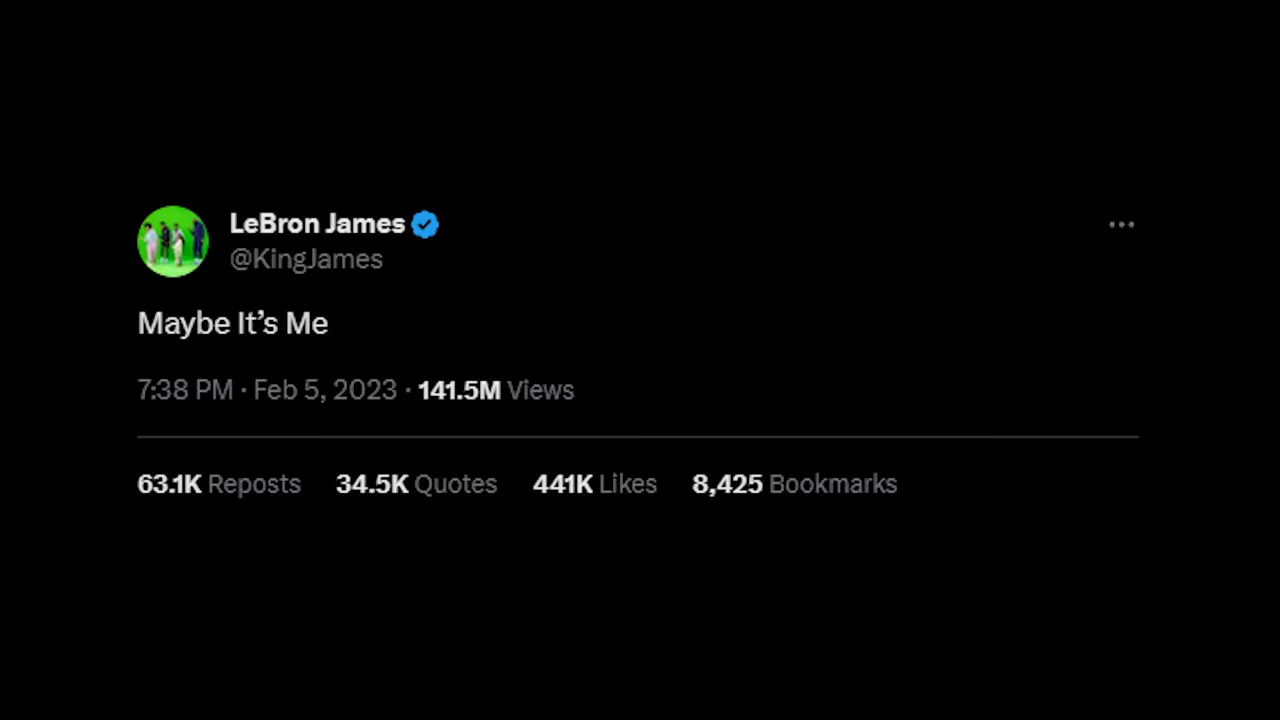 LeBron James
@KingJames
Maybe It’s Me
7:38 PM · Feb 5, 2023 · 141.5M Views
63.1K Reposts 34.5K Quotes 441K Likes 8,425 Bookmarks